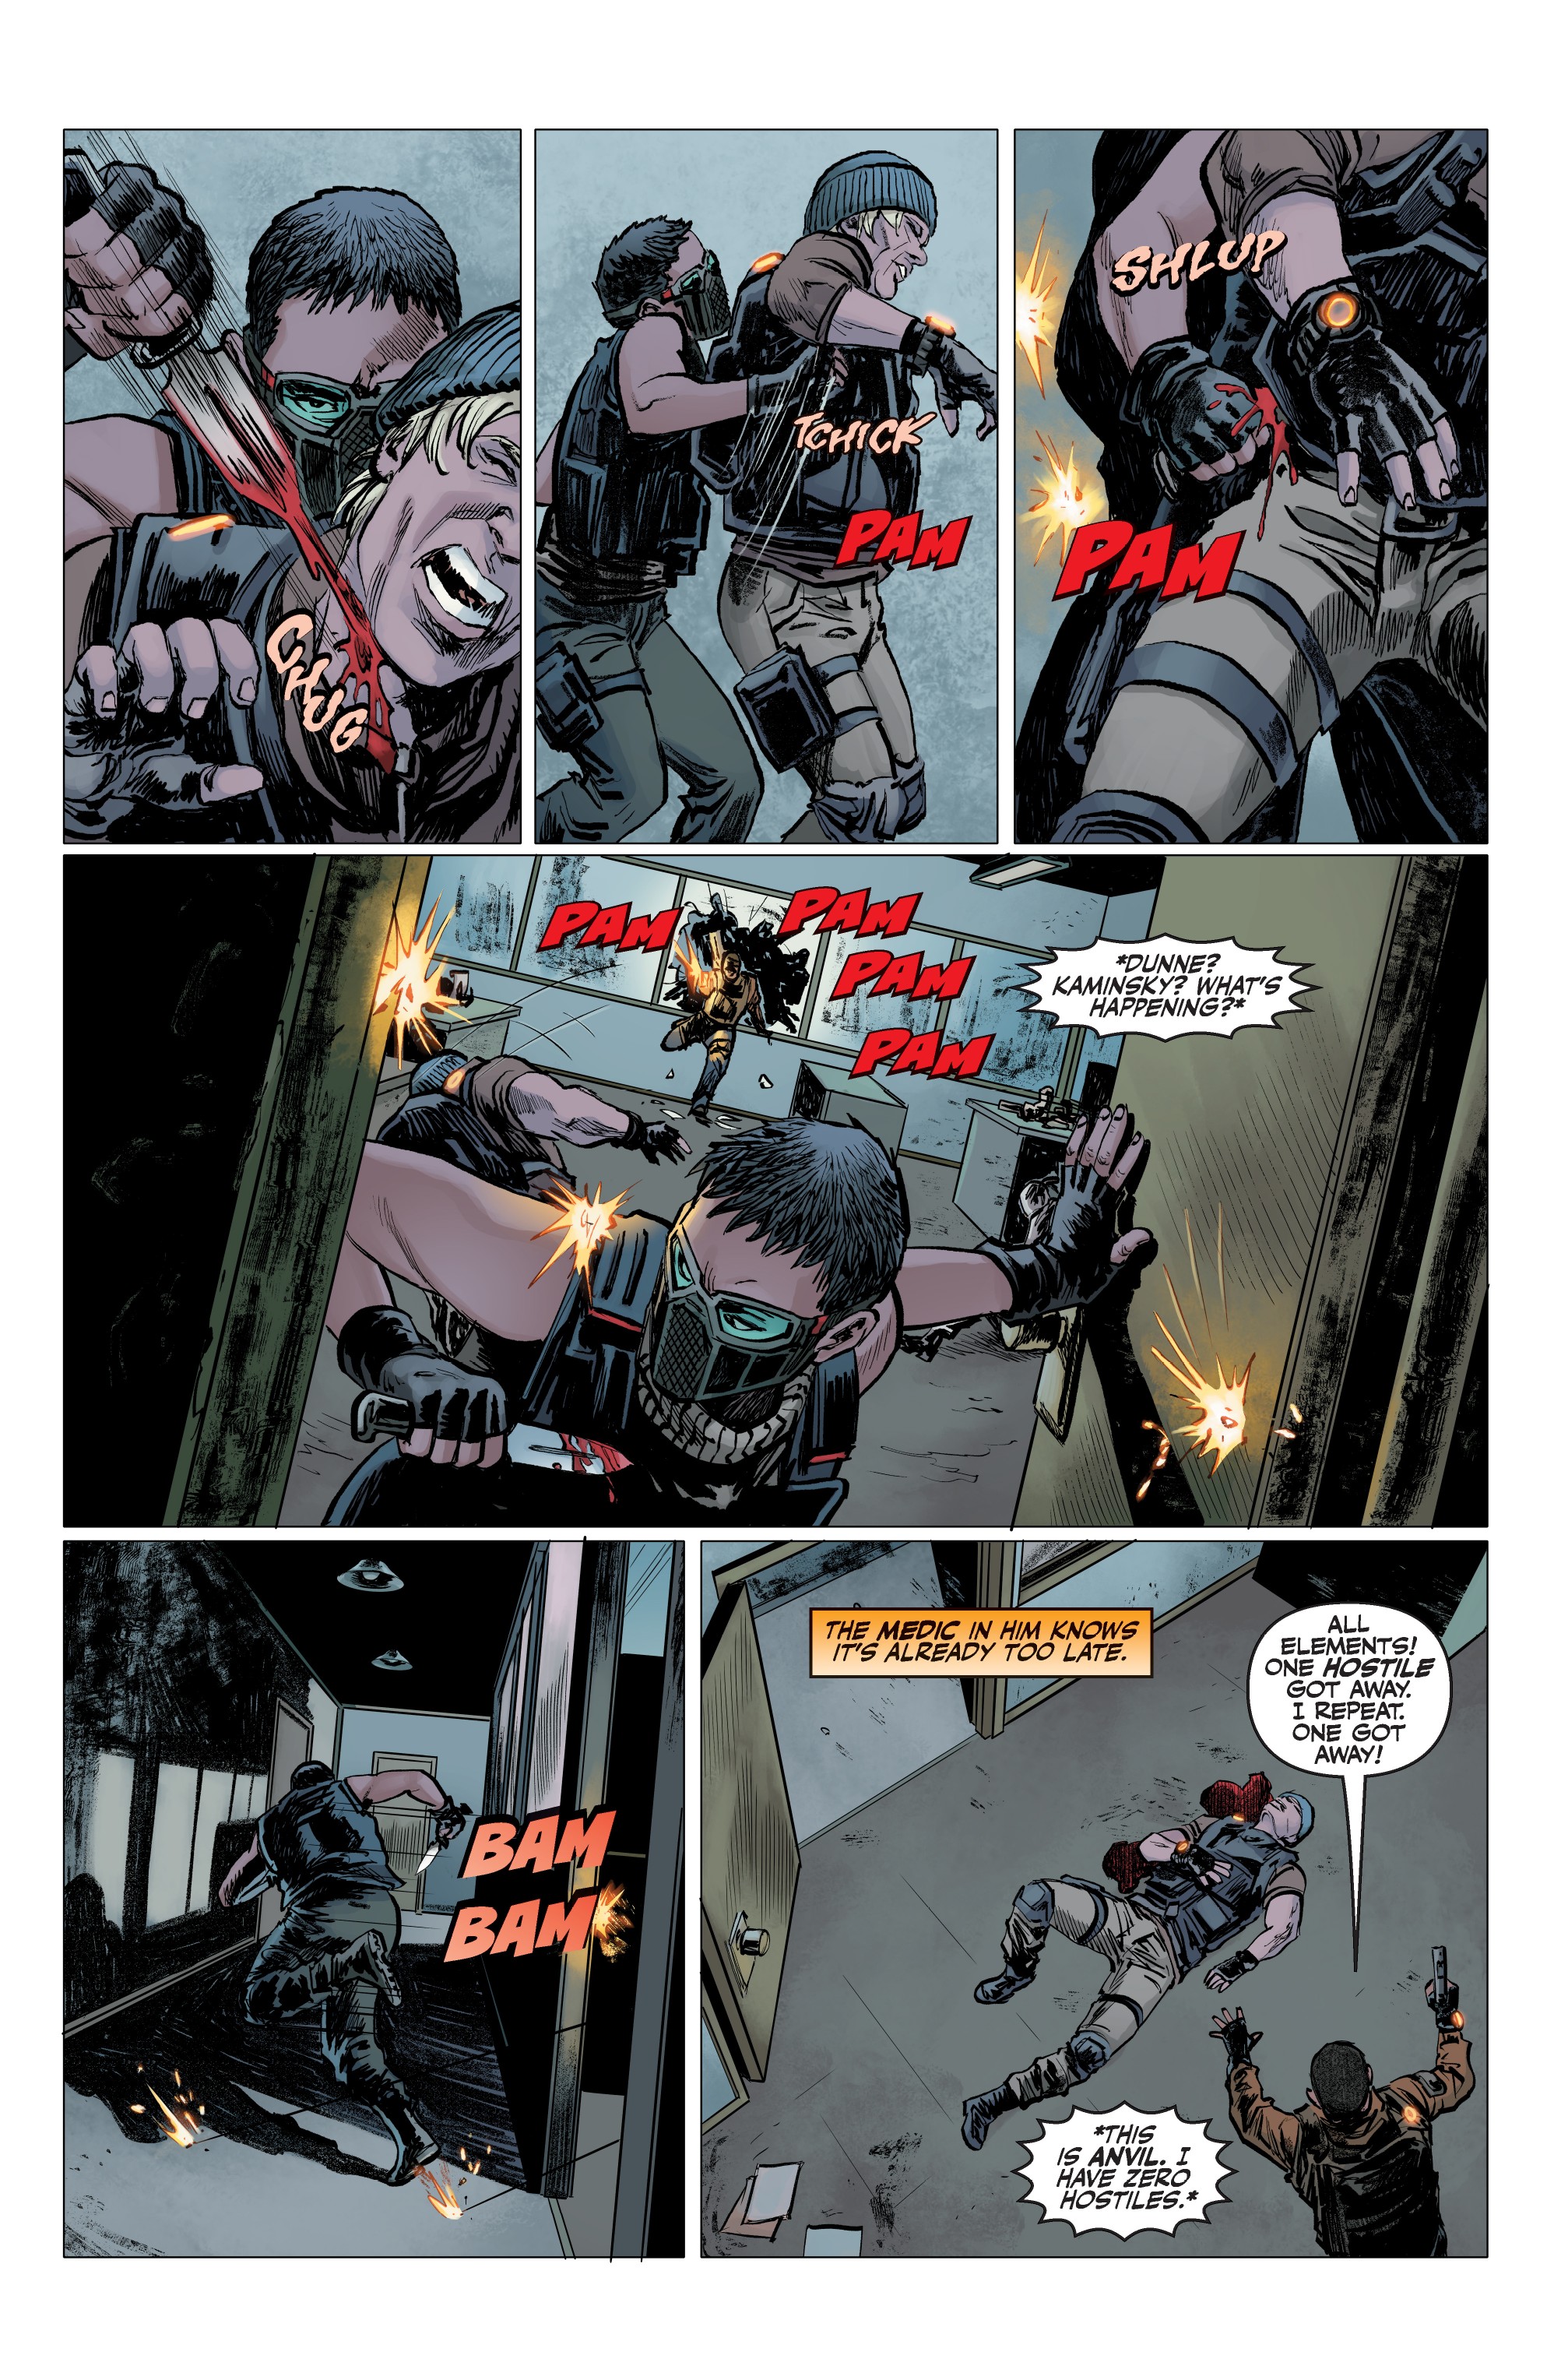 CHUG
TCHICK
PAM
SHLUP
PAM
PAM
PAM
PAM
PAM
*DUNNE?
KAMINSKY? WHAT'S
HAPPENING?*
BAM
BAM
THE MEDIC IN HIM KNOWS
IT'S ALREADY TOO LATE.
ALL
ELEMENTS!
ONE HOSTILE
GOT AWAY.
I REPEAT.
ONE GOT
AWAY!
*THIS
IS ANVIL. I
HAVE ZERO
HOSTILES.*